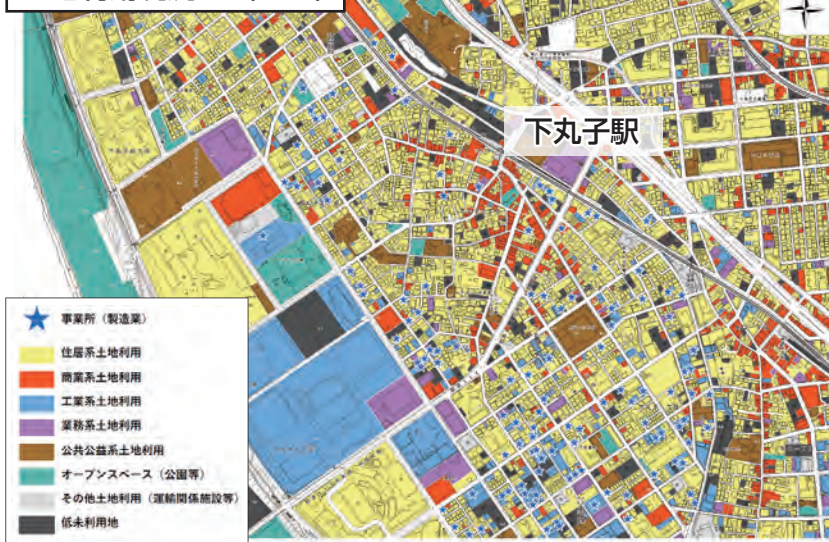 下丸子駅
事業所（製造業）
住居系土地利用
商業系土地利用
工業系土地利用
業務系土地利用
公共公益系土地利用
オープンスペース（公園等）
その他土地利用（運輸関係施設等）
低未利用地